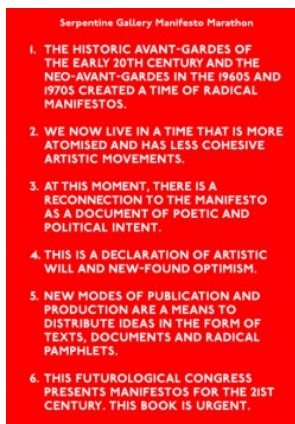 Serpentine Gallery Manifesto Marathon
1. THE HISTORIC AVANT-GARDES OF
THE EARLY 20TH CENTURY AND THE
NEO-AVANT-GARDES IN THE 1960S AND
1970S CREATED A TIME OF RADICAL
MANIFESTOS.
2. WE NOW LIVE IN A TIME THAT IS MORE
ATOMISED AND HAS LESS COHESIVE
ARTISTIC MOVEMENTS.
3. AT THIS MOMENT, THERE IS A
RECONNECTION TO THE MANIFESTO
AS A DOCUMENT OF POETIC AND
POLITICAL INTENT.
4. THIS IS A DECLARATION OF ARTISTIC
WILL AND NEW-FOUND OPTIMISM.
5. NEW MODES OF PUBLICATION AND
PRODUCTION ARE A MEANS TO
DISTRIBUTE IDEAS IN THE FORM OF
TEXTS, DOCUMENTS AND RADICAL
PAMPHLETS.
6. THIS FUTUROLOGICAL CONGRESS
PRESENTS MANIFESTOS FOR THE 21ST
CENTURY. THIS BOOK IS URGENT.